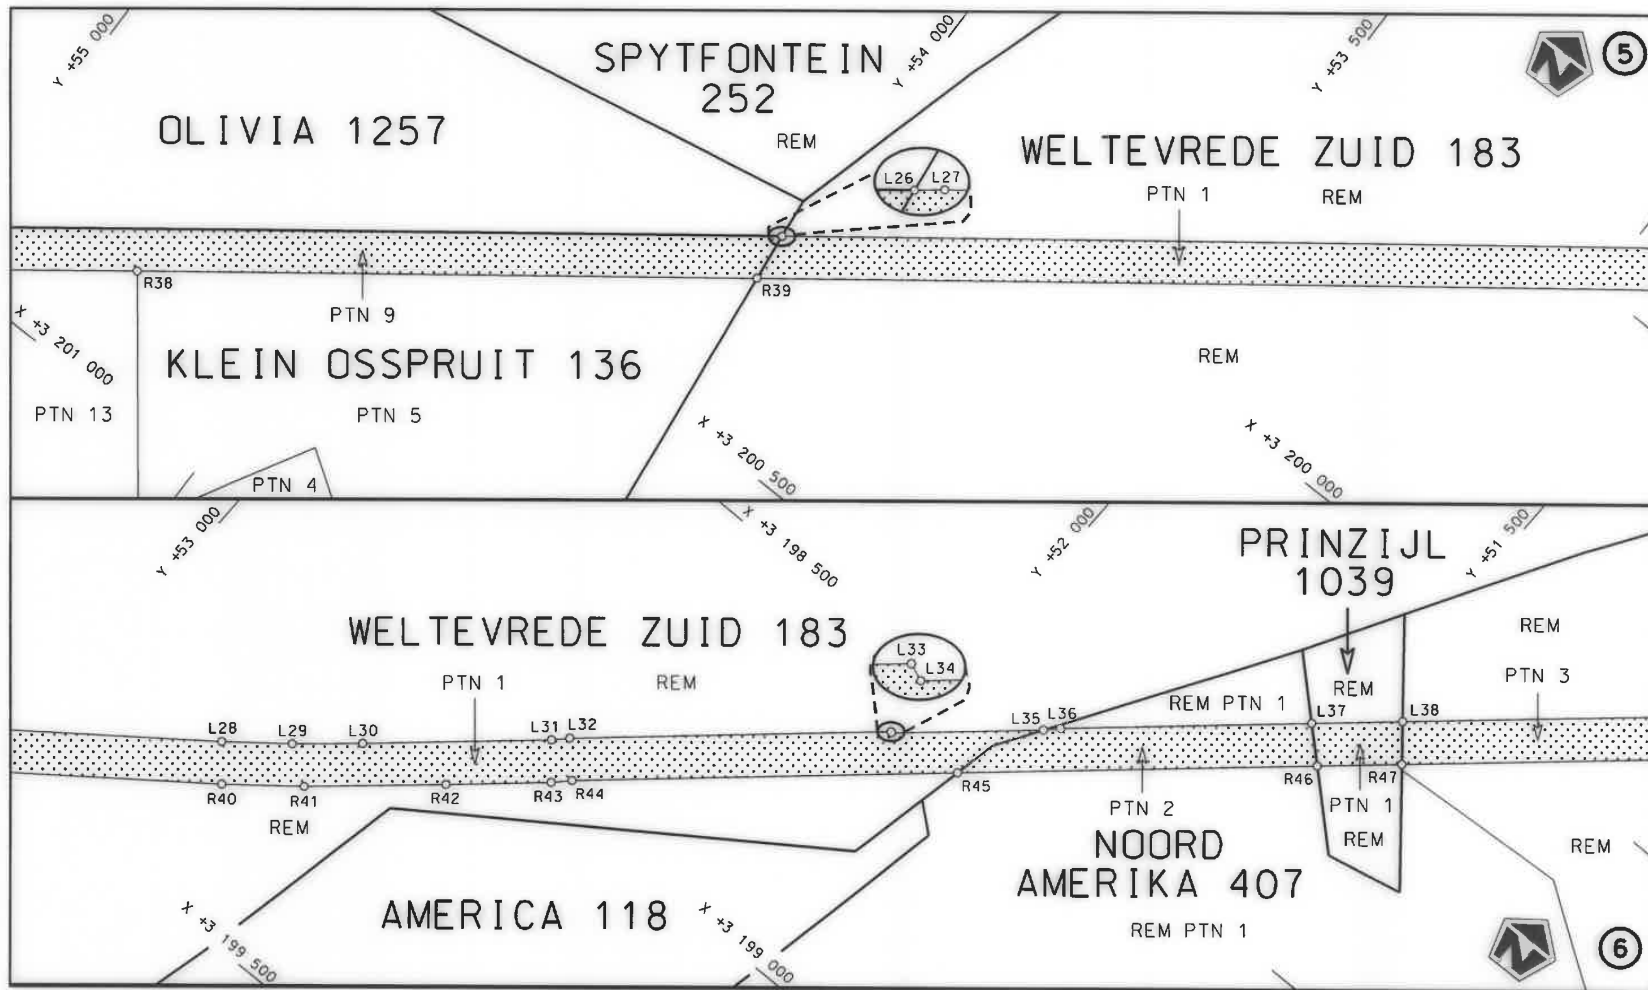 Y +55 000
SPYTFONTEIN
252
REM
Y +54 000
Y +53 500
5
OLIVIA 1257
WELTEVREDE ZUID 183
PTN 1
REM
L26
L27
R38
R39
PTN 9
X +3 201 000
KLEIN OSSPRUIT 136
REM
PTN 13
PTN 5
X +3 200 500
X +3 200 000
PTN 4
Y +53 000
X +3 198 500
Y +52 000
Y +51 500
PRINZIJL
1039
WELTEVREDE ZUID 183
PTN 1
REM
L33
L34
REM
PTN 3
REM PTN 1
REM
L28
L29
L30
L31
L32
L35
L36
L37
L38
R40
R41
R42
R43
R44
R45
R46
R47
REM
PTN 2
PTN 1
REM
REM
NOORD
AMERIKA 407
REM PTN 1
AMERICA 118
X +3 199 500
X +3 199 000
6